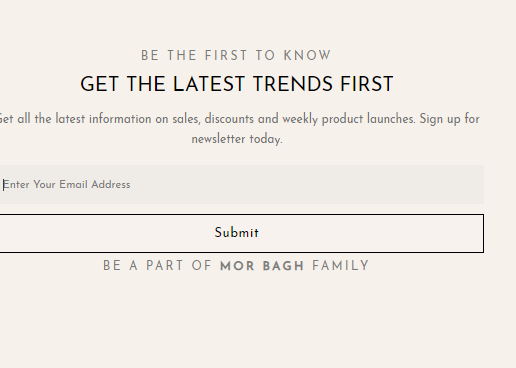 BE THE FIRST TO KNOW
GET THE LATEST TRENDS FIRST
Get all the latest information on sales, discounts and weekly product launches. Sign up for
newsletter today.
Enter Your Email Address
Submit
BE A PART OF MOR BAGH FAMILY